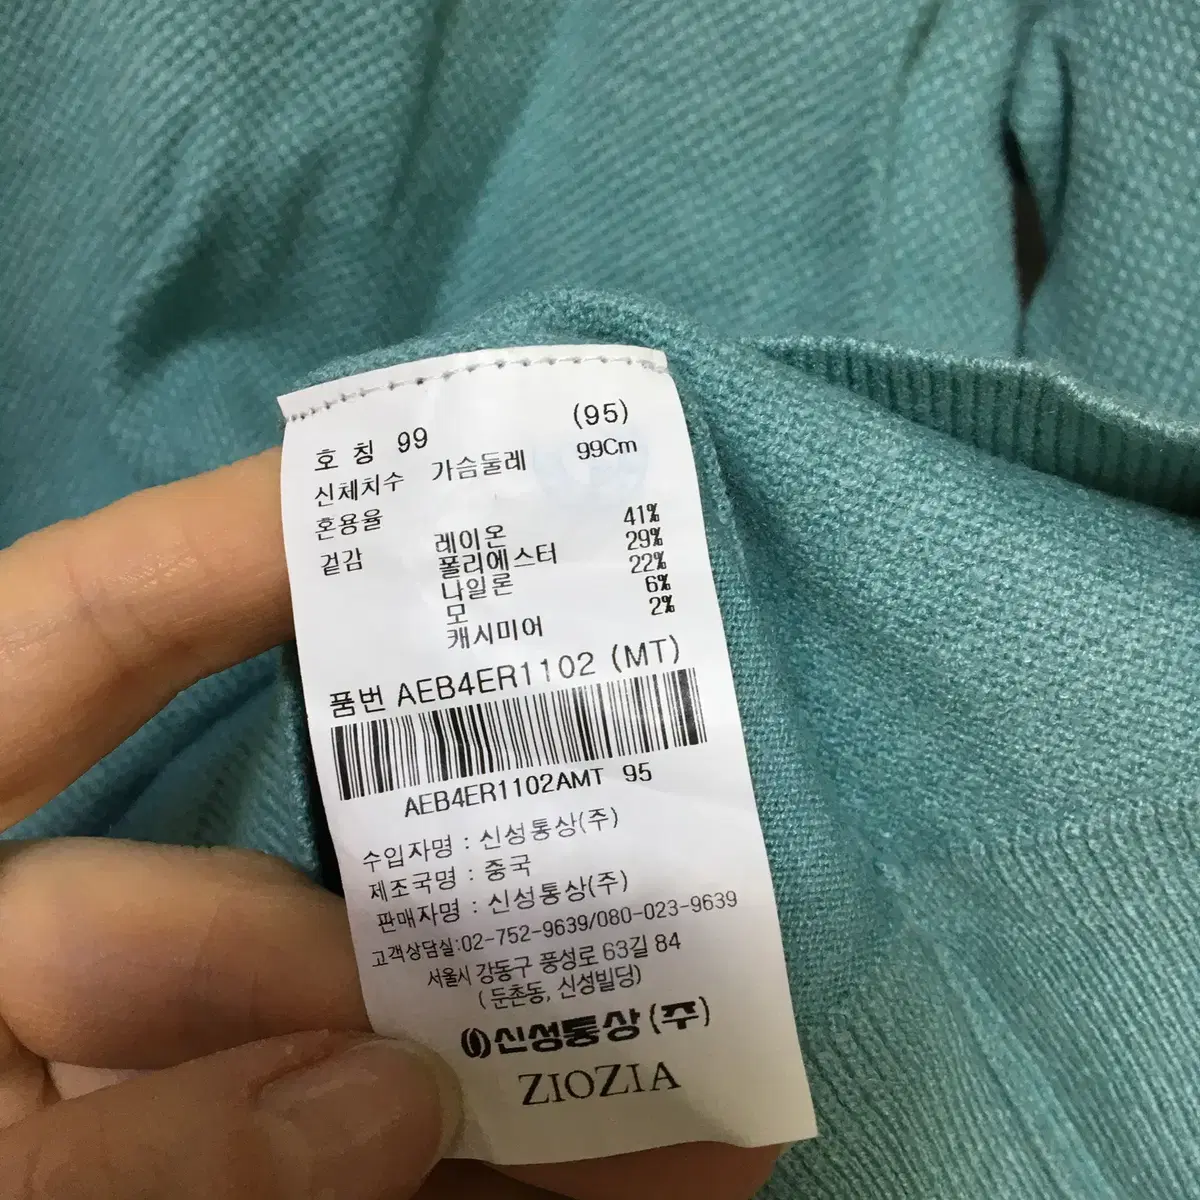 호 칭 99 (95)
신체치수 가슴둘레 99Cm
혼용율
겉감 레이온 41%
폴리에스터 29%
나일론 22%
모 6%
캐시미어 2%
품번 AEB4ER1102 (MT)
AEB4ER1102AMT 95
수입자명 : 신성통상(주)
제조국명 : 중국
판매자명 : 신성통상(주)
고객상담실:02-752-9639/080-023-9639
서울시 강동구 풍성로 63길 84
(둔촌동, 신성빌딩)
신성통상(주)
ZIOZIA